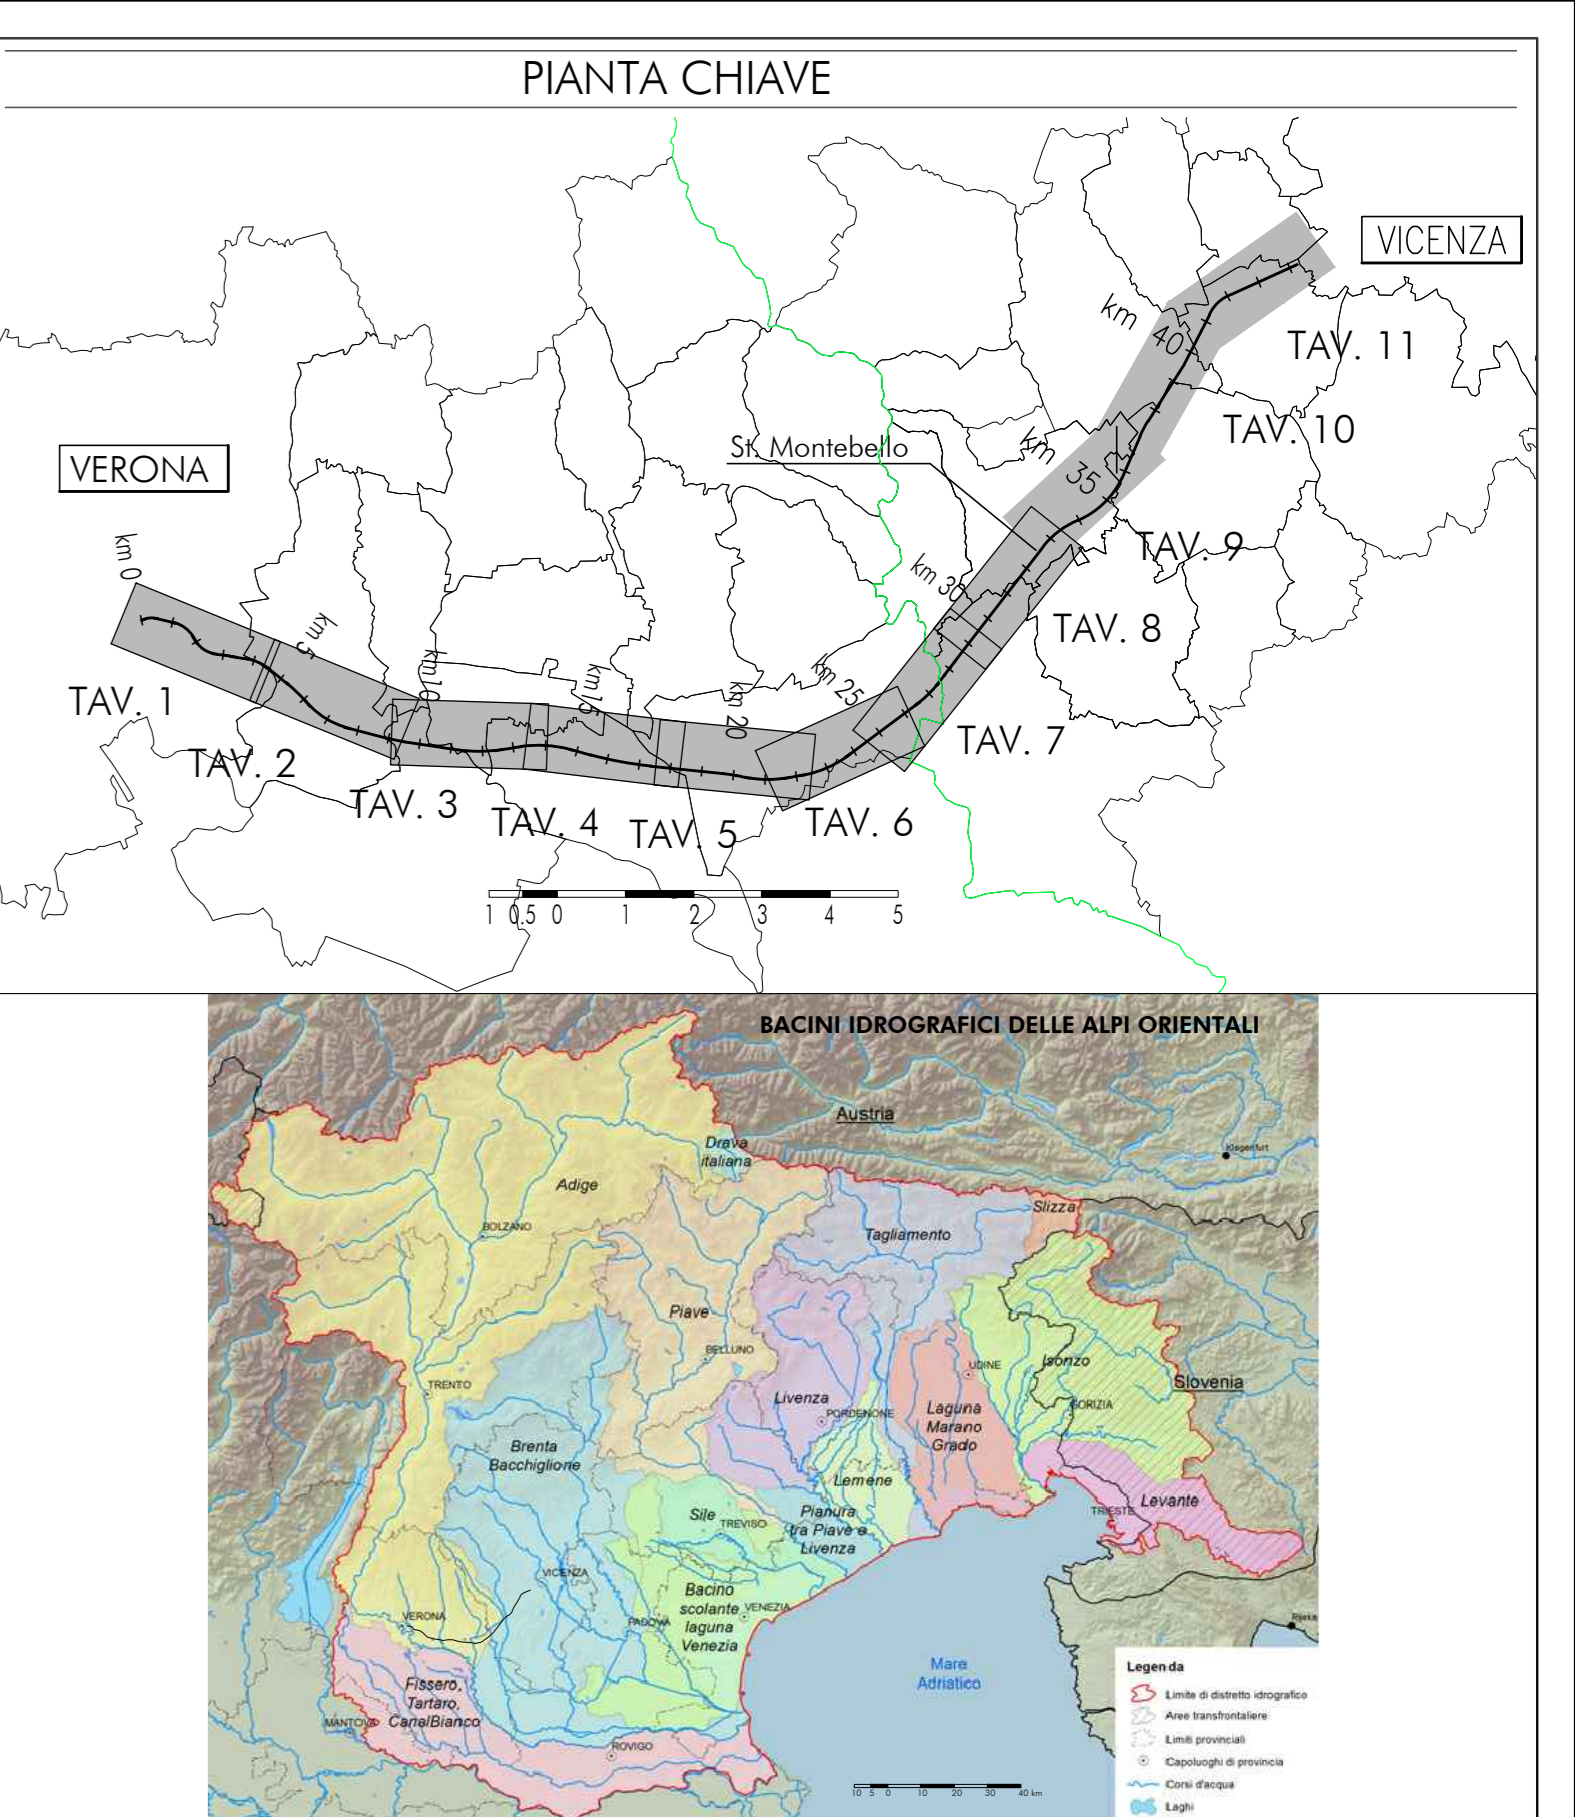 PIANTA CHIAVE
VICENZA
km 40
TAV. 11
TAV. 10
St. Montebello
km 35
VERONA
TAV. 9
km 0
km 30
km 5
TAV. 8
km 10
km 15
km 25
km 20
TAV. 1
TAV. 7
TAV. 2
TAV. 3
TAV. 4
TAV. 5
TAV. 6
1 0.5 0 1 2 3 4 5
BACINI IDROGRAFICI DELLE ALPI ORIENTALI
Austria
Drava
italiana
Klagenfurt
Adige
Slizza
BOLZANO
Tagliamento
Piave
BELLUNO
UDINE
Isonzo
Slovenia
TRENTO
Livenza
PORDENONE
GORIZIA
Laguna
Marano
Grado
Brenta
Bacchiglione
Lemene
Levante
TRIESTE
Sile
TREVISO
Pianura
tra Piave e
Livenza
VICENZA
Bacino
scolante
laguna
Venezia
VENEZIA
PADOVA
VERONA
Rijeka
Mare
Adriatico
Fissero,
Tartaro,
CanalBianco
MANTOVA
ROVIGO
10 5 0 10 20 30 40 km
Legenda
Limite di distretto idrografico
Aree transfrontaliere
Limiti provinciali
Capoluoghi di provincia
Corsi d'acqua
Laghi